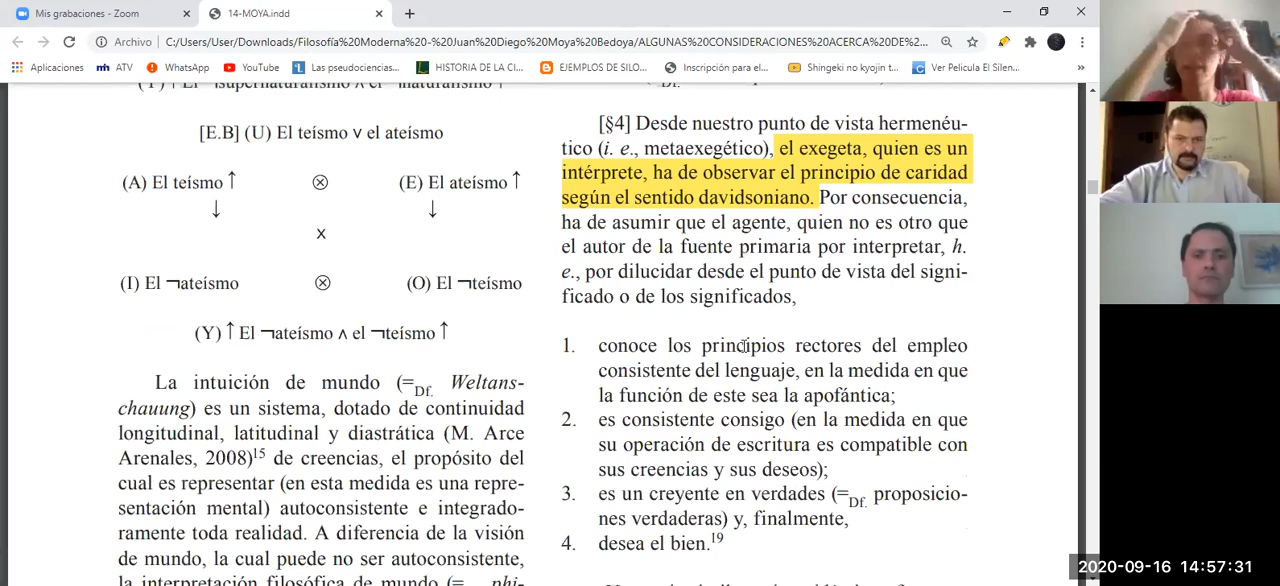 Mis grabaciones - Zoom
14-MOYA.indd
Archivo
C:/Users/User/Downloads/Filosofía%20Moderna%20-%20Juan%20Diego%20Moya%20Bedoya/ALGUNAS%20CONSIDERACIONES%20ACERCA%20DE%2...
Aplicaciones
ATV
WhatsApp
YouTube
Las pseudociencias...
HISTORIA DE LA CI...
EJEMPLOS DE SILO...
Inscripción para el...
Shingeki no kyojin t...
Ver Pelicula El Silen...
»
[E.B] (U) El teísmo ∨ el ateísmo
(A) El teísmo ↑ ⊗ (E) El ateísmo ↑
↓ ↓
x
(I) El ¬ateísmo ⊗ (O) El ¬teísmo
(Y) ↑ El ¬ateísmo ∧ el ¬teísmo ↑
La intuición de mundo (=Df. Weltans-
chauung) es un sistema, dotado de continuidad
longitudinal, latitudinal y diastrática (M. Arce
Arenales, 2008)15 de creencias, el propósito del
cual es representar (en esta medida es una repre-
sentación mental) autoconsistente e integrado-
ramente toda realidad. A diferencia de la visión
de mundo, la cual puede no ser autoconsistente,
la interpretación filosófica de mundo (= phi-
[§4] Desde nuestro punto de vista hermenéu-
tico (i. e., metaexegético), el exegeta, quien es un
intérprete, ha de observar el principio de caridad
según el sentido davidsoniano. Por consecuencia,
ha de asumir que el agente, quien no es otro que
el autor de la fuente primaria por interpretar, h.
e., por dilucidar desde el punto de vista del signi-
ficado o de los significados,
1. conoce los principios rectores del empleo
consistente del lenguaje, en la medida en que
la función de este sea la apofántica;
2. es consistente consigo (en la medida en que
su operación de escritura es compatible con
sus creencias y sus deseos);
3. es un creyente en verdades (=Df. proposicio-
nes verdaderas) y, finalmente,
4. desea el bien.19
2020-09-16 14:57:31